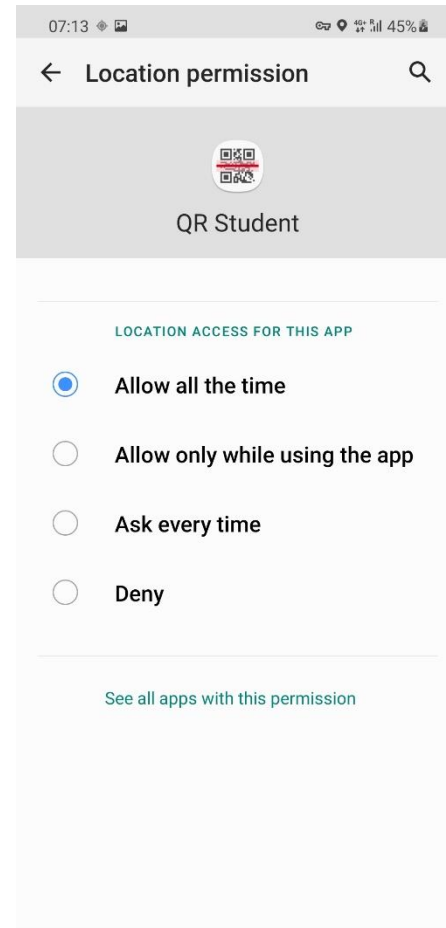 07:13 45%
Location permission
QR Student
LOCATION ACCESS FOR THIS APP
Allow all the time
Allow only while using the app
Ask every time
Deny
See all apps with this permission